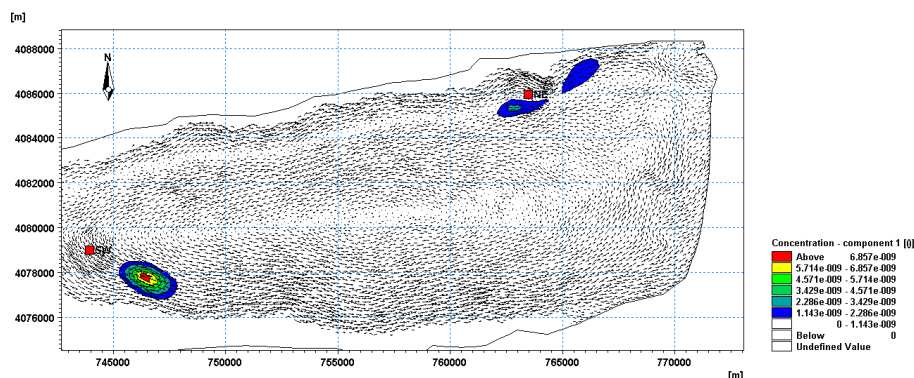 [m]
4088000
N
4086000
NE
4084000
4082000
4080000
SW
4078000
4076000
745000 750000 755000 760000 765000 770000
[m]
Concentration - component 1 [()]
Above 6.857e-009
5.714e-009 - 6.857e-009
4.571e-009 - 5.714e-009
3.429e-009 - 4.571e-009
2.286e-009 - 3.429e-009
1.143e-009 - 2.286e-009
0 - 1.143e-009
Below 0
Undefined Value